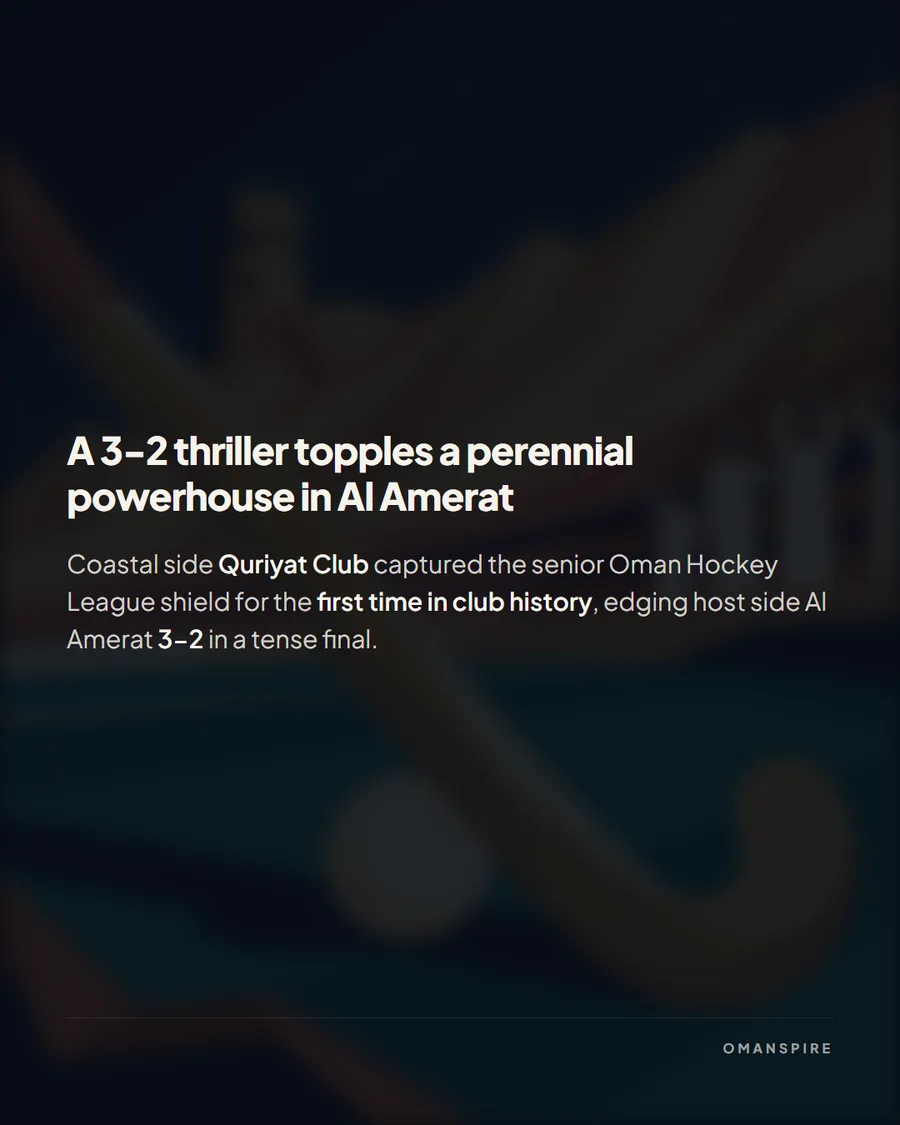 A 3–2 thriller topples a perennial
powerhouse in Al Amerat
Coastal side Quriyat Club captured the senior Oman Hockey
League shield for the first time in club history, edging host side Al
Amerat 3–2 in a tense final.
OMANSPIRE